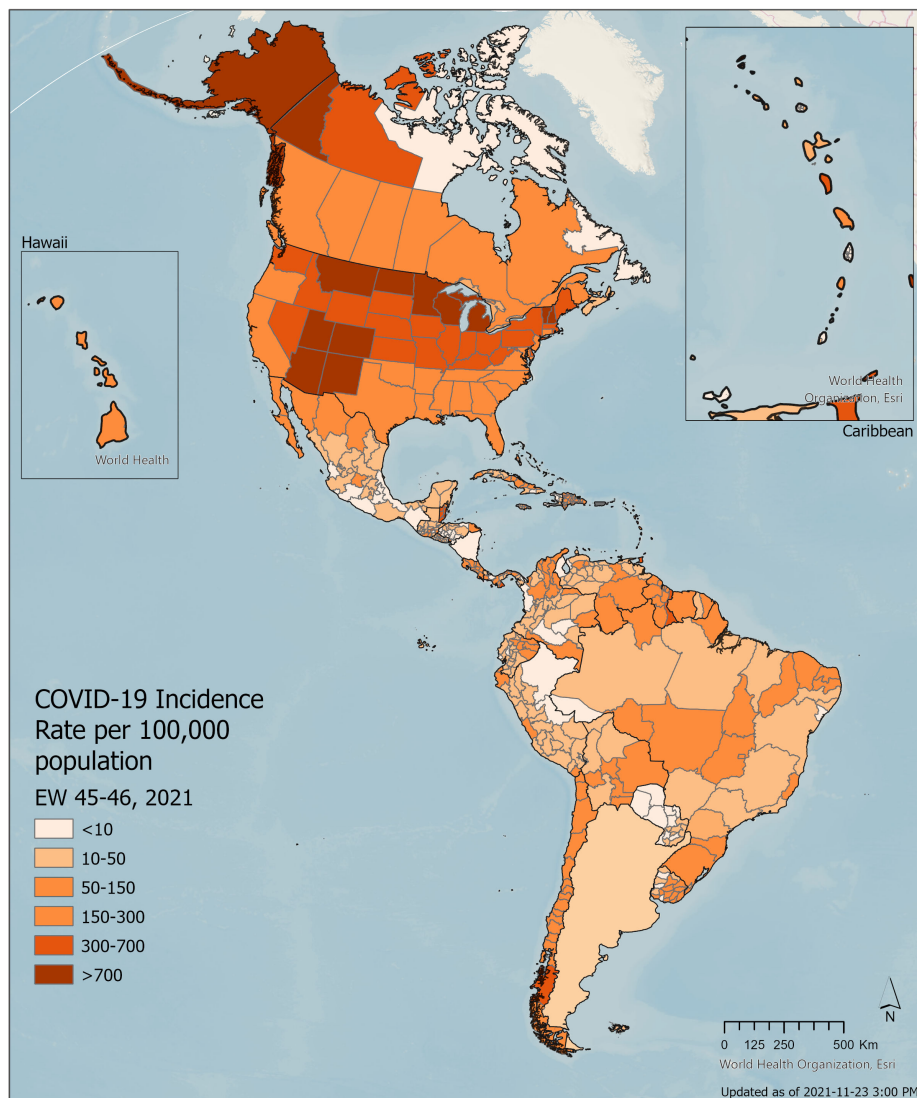 Hawaii
World Health
World Health
Organization, Esri
Caribbean
COVID-19 Incidence
Rate per 100,000
population
EW 45-46, 2021
<10
10-50
50-150
150-300
300-700
>700
N
0 125 250 500 Km
World Health Organization, Esri
Updated as of 2021-11-23 3:00 PM